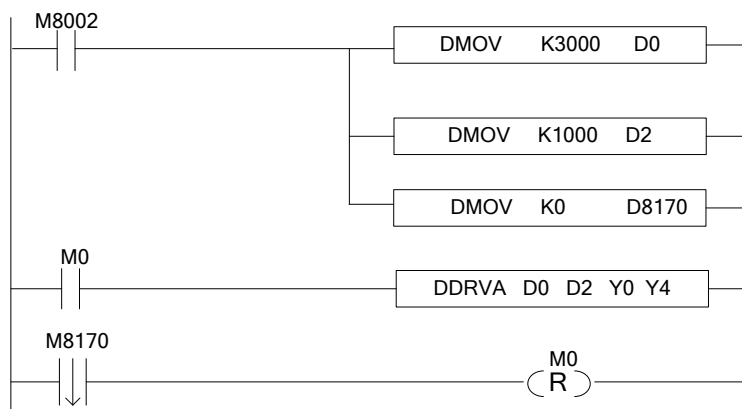 M8002
DMOV K3000 D0
DMOV K1000 D2
DMOV K0 D8170
M0
DDRVA D0 D2 Y0 Y4
M8170
M0
R